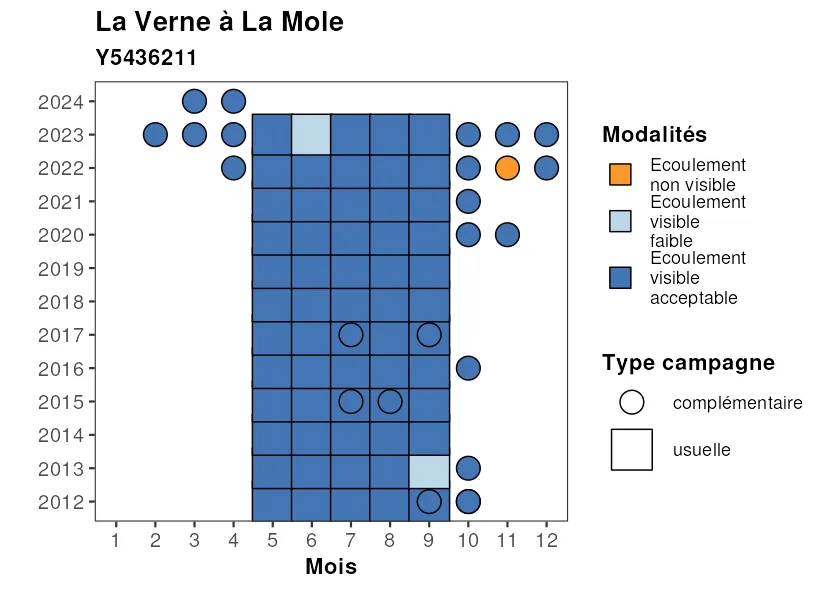 La Verne à La Mole
Y5436211
2024
2023
2022
2021
2020
2019
2018
2017
2016
2015
2014
2013
2012
1 2 3 4 5 6 7 8 9 10 11 12
Mois
Modalités
Ecoulement
non visible
Ecoulement
visible
faible
Ecoulement
visible
acceptable
Type campagne
complémentaire
usuelle